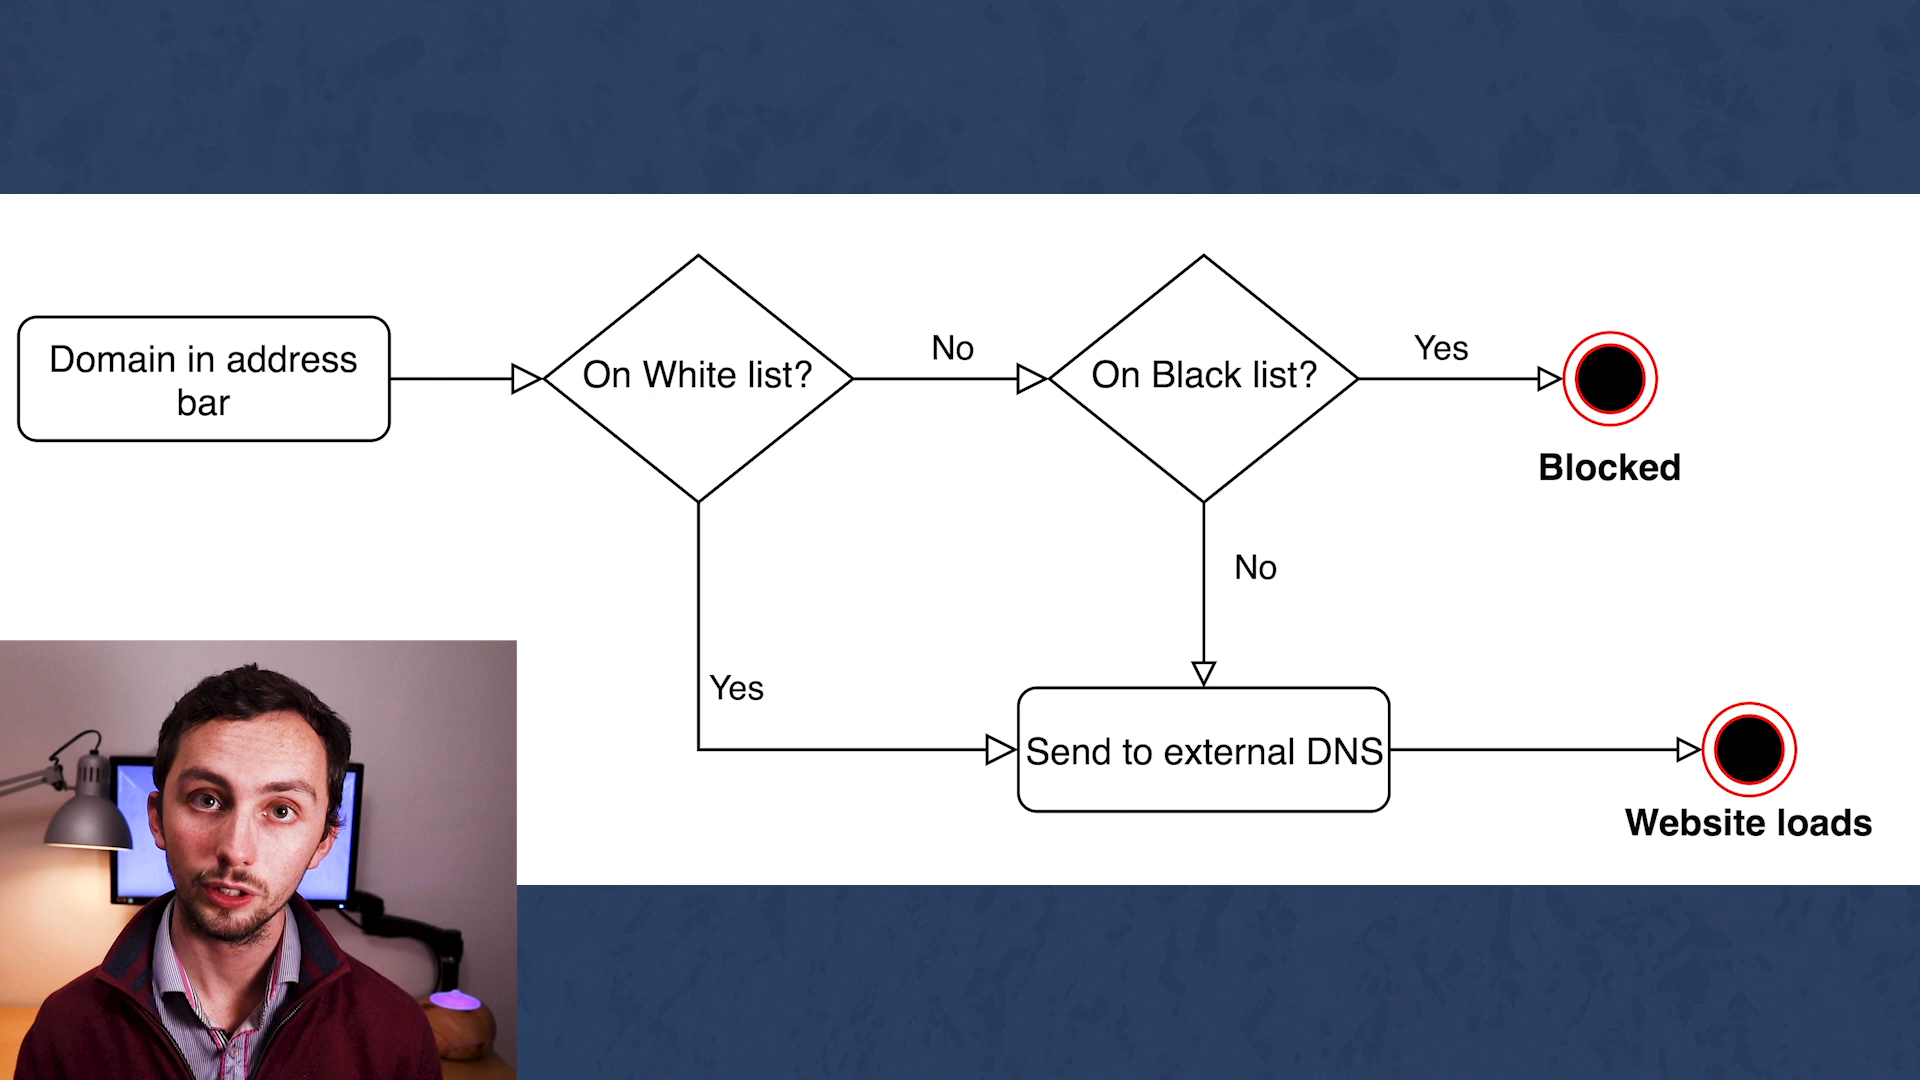 Domain in address
bar
On White list?
No
On Black list?
Yes
Blocked
No
Yes
Send to external DNS
Website loads